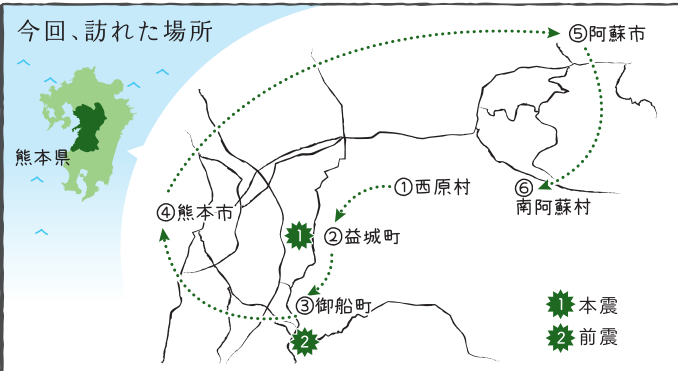 今回、訪れた場所
熊本県
⑤阿蘇市
①西原村
⑥
南阿蘇村
④熊本市
1
②益城町
③御船町
2
1 本震
2 前震